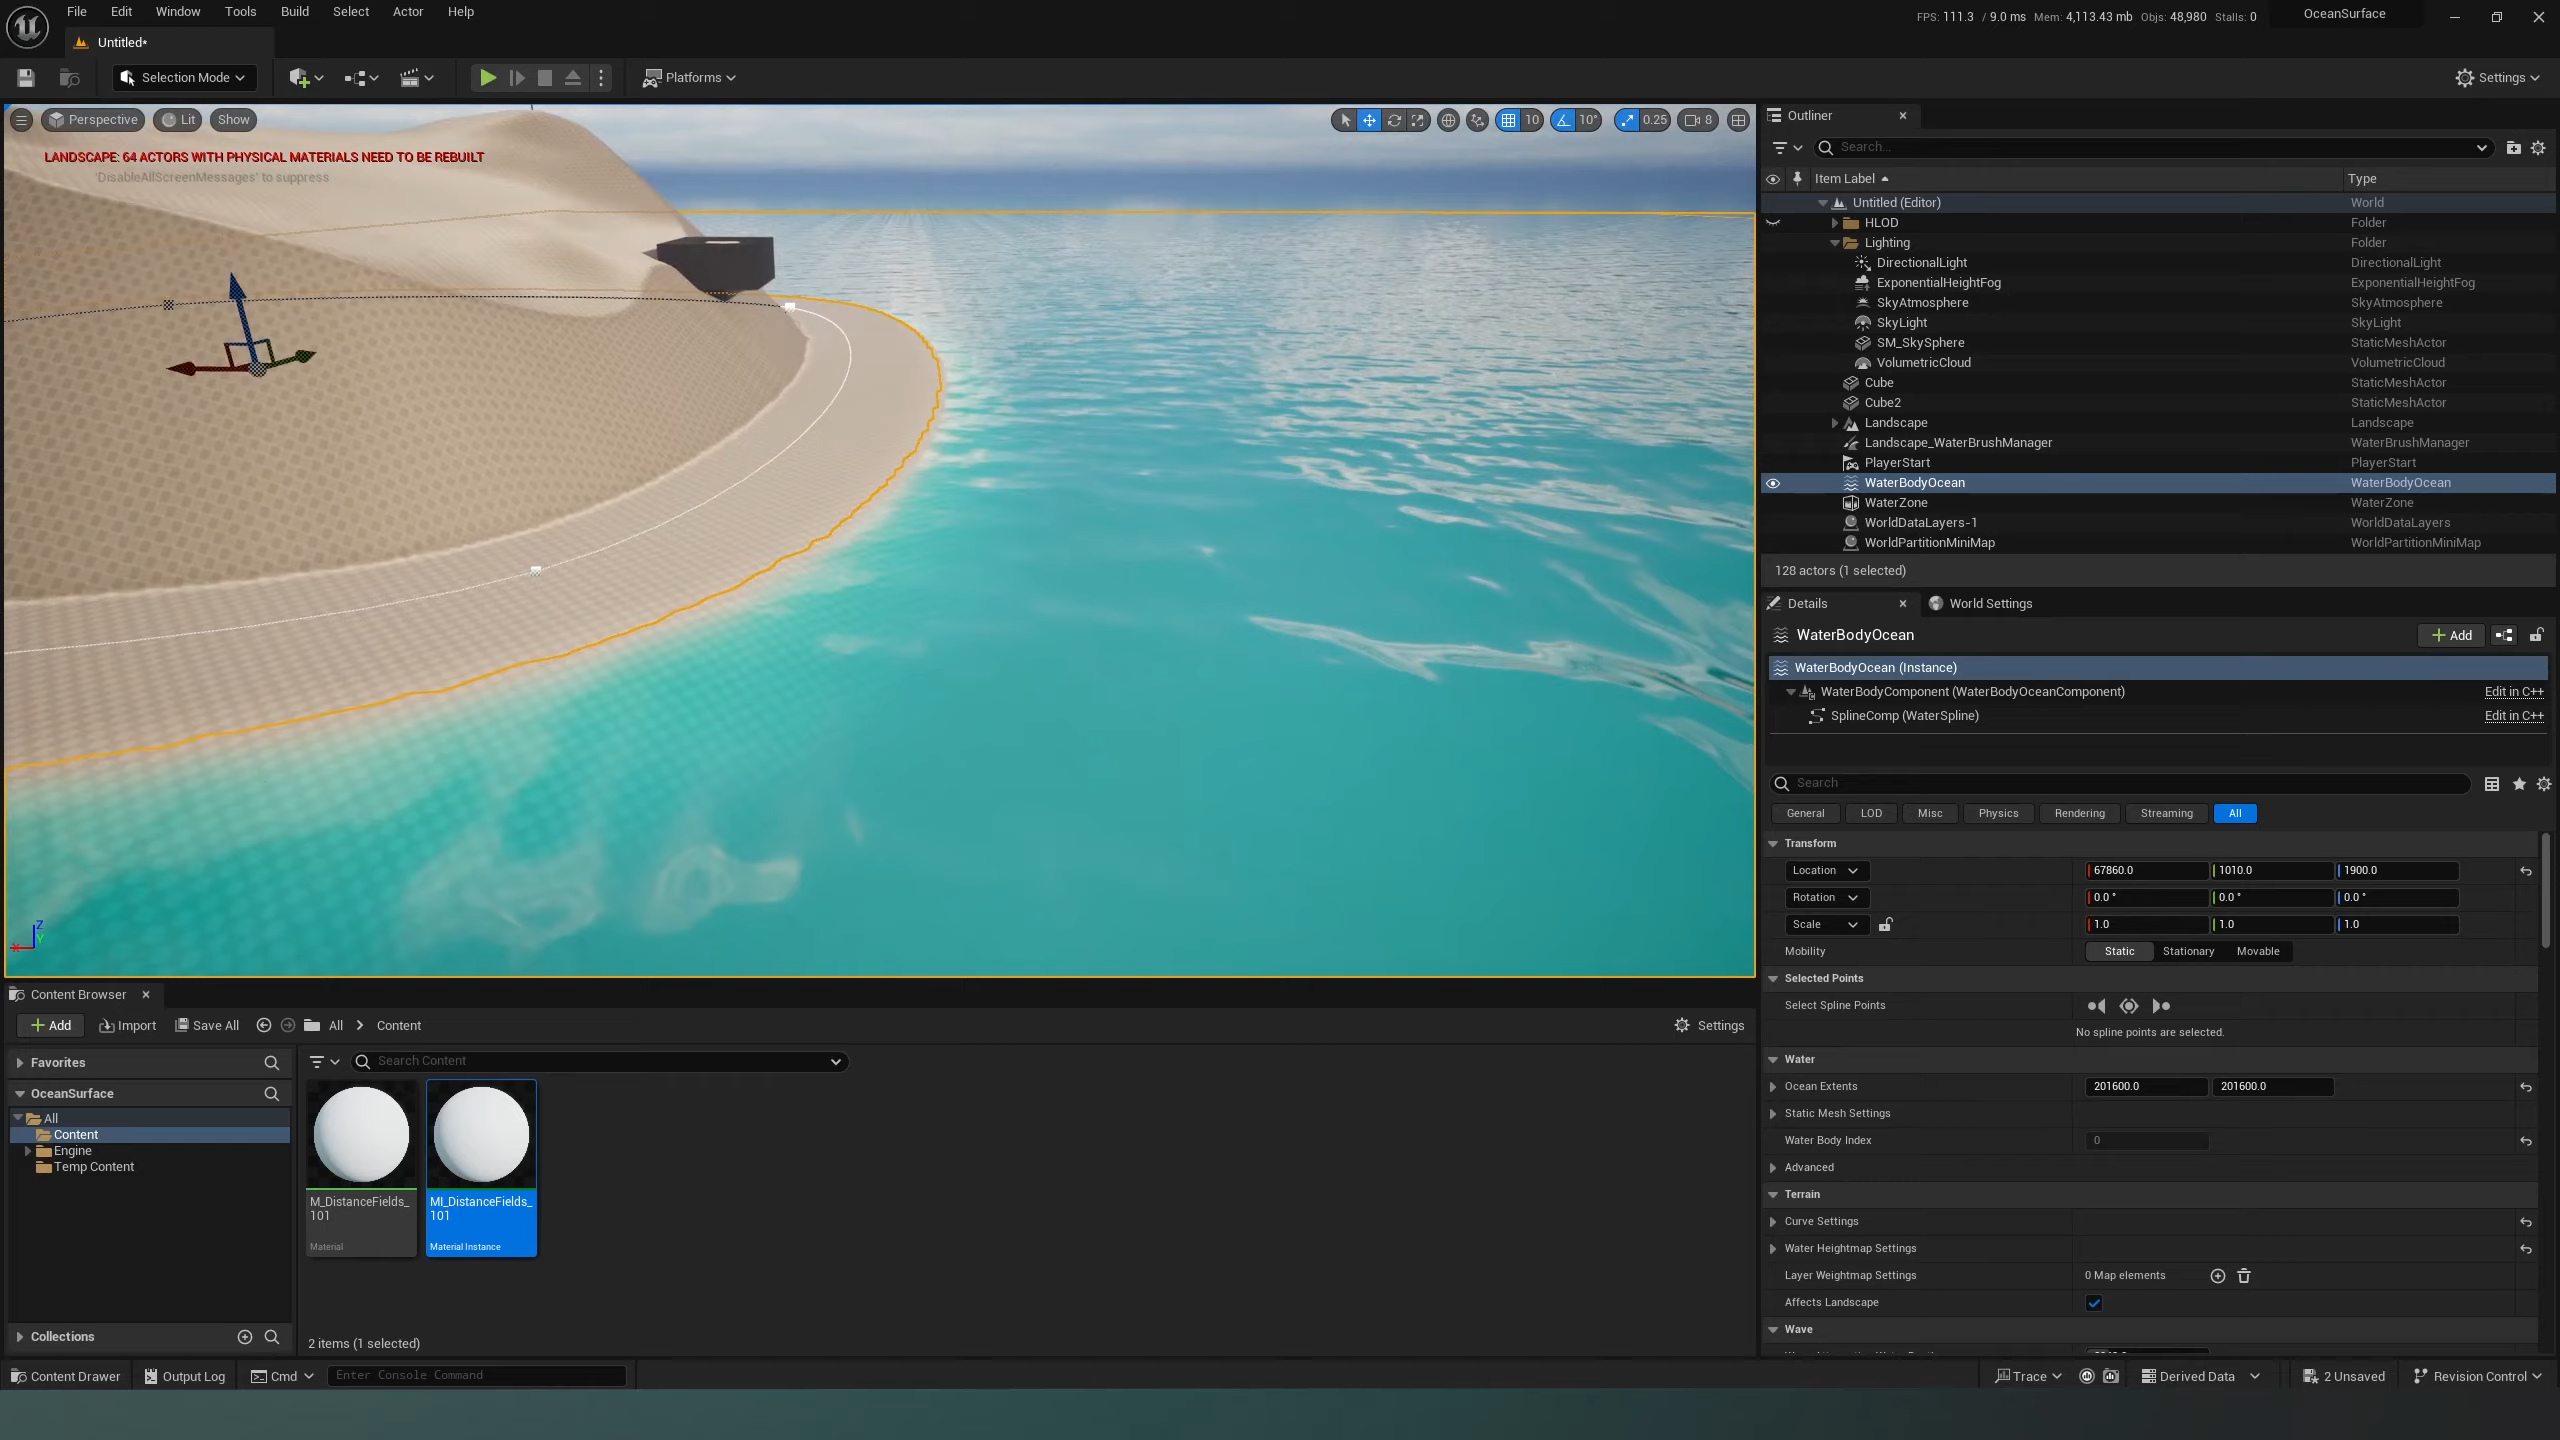 File Edit Window Tools Build Select Actor Help
FPS: 111.3 / 9.0 ms Mem: 4,113.43 mb Objs: 48,980 Stalls: 0
OceanSurface
Untitled*
Selection Mode
Platforms
Settings
Perspective Lit Show
10 10° 0.25 8
LANDSCAPE: 64 ACTORS WITH PHYSICAL MATERIALS NEED TO BE REBUILT
'DisableAllScreenMessages' to suppress
Z
Y
X
Outliner
Search...
Item Label Type
Untitled (Editor) World
HLOD Folder
Lighting Folder
DirectionalLight DirectionalLight
ExponentialHeightFog ExponentialHeightFog
SkyAtmosphere SkyAtmosphere
SkyLight SkyLight
SM_SkySphere StaticMeshActor
VolumetricCloud VolumetricCloud
Cube StaticMeshActor
Cube2 StaticMeshActor
Landscape Landscape
Landscape_WaterBrushManager WaterBrushManager
PlayerStart PlayerStart
WaterBodyOcean WaterBodyOcean
WaterZone WaterZone
WorldDataLayers-1 WorldDataLayers
WorldPartitionMiniMap WorldPartitionMiniMap
128 actors (1 selected)
Details World Settings
WaterBodyOcean
Add
WaterBodyOcean (Instance)
WaterBodyComponent (WaterBodyOceanComponent) Edit in C++
SplineComp (WaterSpline) Edit in C++
Search
General LOD Misc Physics Rendering Streaming All
Transform
Location 67860.0 1010.0 1900.0
Rotation 0.0 ° 0.0 ° 0.0 °
Scale 1.0 1.0 1.0
Mobility Static Stationary Movable
Selected Points
Select Spline Points
No spline points are selected.
Water
Ocean Extents 201600.0 201600.0
Static Mesh Settings
Water Body Index 0
Advanced
Terrain
Curve Settings
Water Heightmap Settings
Layer Weightmap Settings 0 Map elements
Affects Landscape
Wave
Content Browser
Add Import Save All All Content Settings
Favorites
Search Content
OceanSurface
All
Content
Engine
Temp Content
Collections
M_DistanceFields_
101
Material
MI_DistanceFields_
101
Material Instance
2 items (1 selected)
Content Drawer Output Log Cmd Enter Console Command
Trace Derived Data 2 Unsaved Revision Control